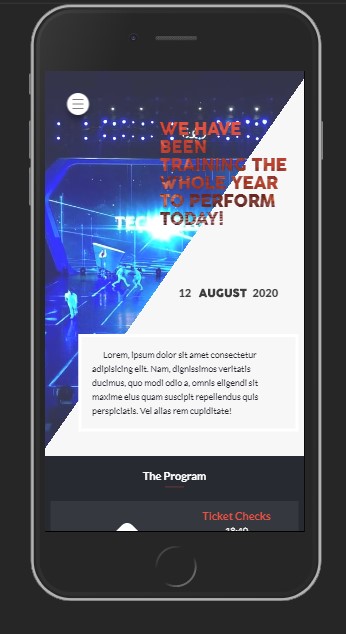 WE HAVE
BEEN
TRAINING THE
WHOLE YEAR
TO PERFORM
TODAY!
12 AUGUST 2020
Lorem, ipsum dolor sit amet consectetur
adipisicing elit. Nam, dignissimos veritatis
ducimus, quo modi odio a, omnis eligendi sit
maxime eius quam suscipit repellendus quis
perspiciatis. Vel alias rem cupiditate!
The Program
Ticket Checks